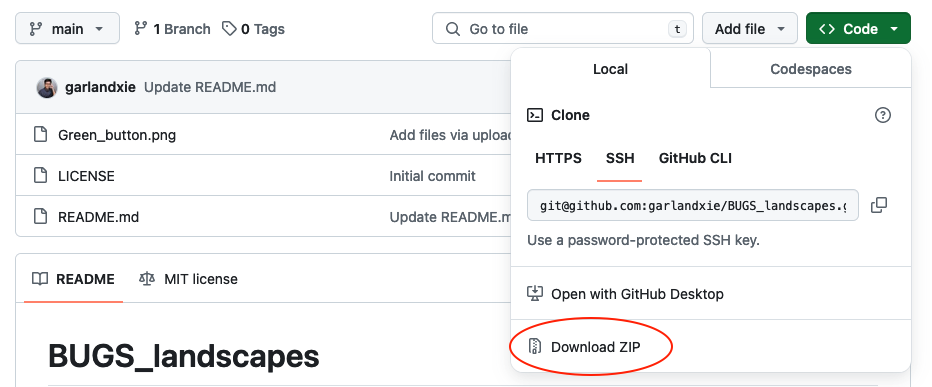 main 1 Branch 0 Tags Go to file t Add file Code
Local Codespaces
garlandxie Update README.md
Clone
Green_button.png Add files via upload
HTTPS SSH GitHub CLI
LICENSE Initial commit
git@github.com:garlandxie/BUGS_landscapes.g
README.md Update README.m
Use a password-protected SSH key.
README MIT license
Open with GitHub Desktop
Download ZIP
BUGS_landscapes